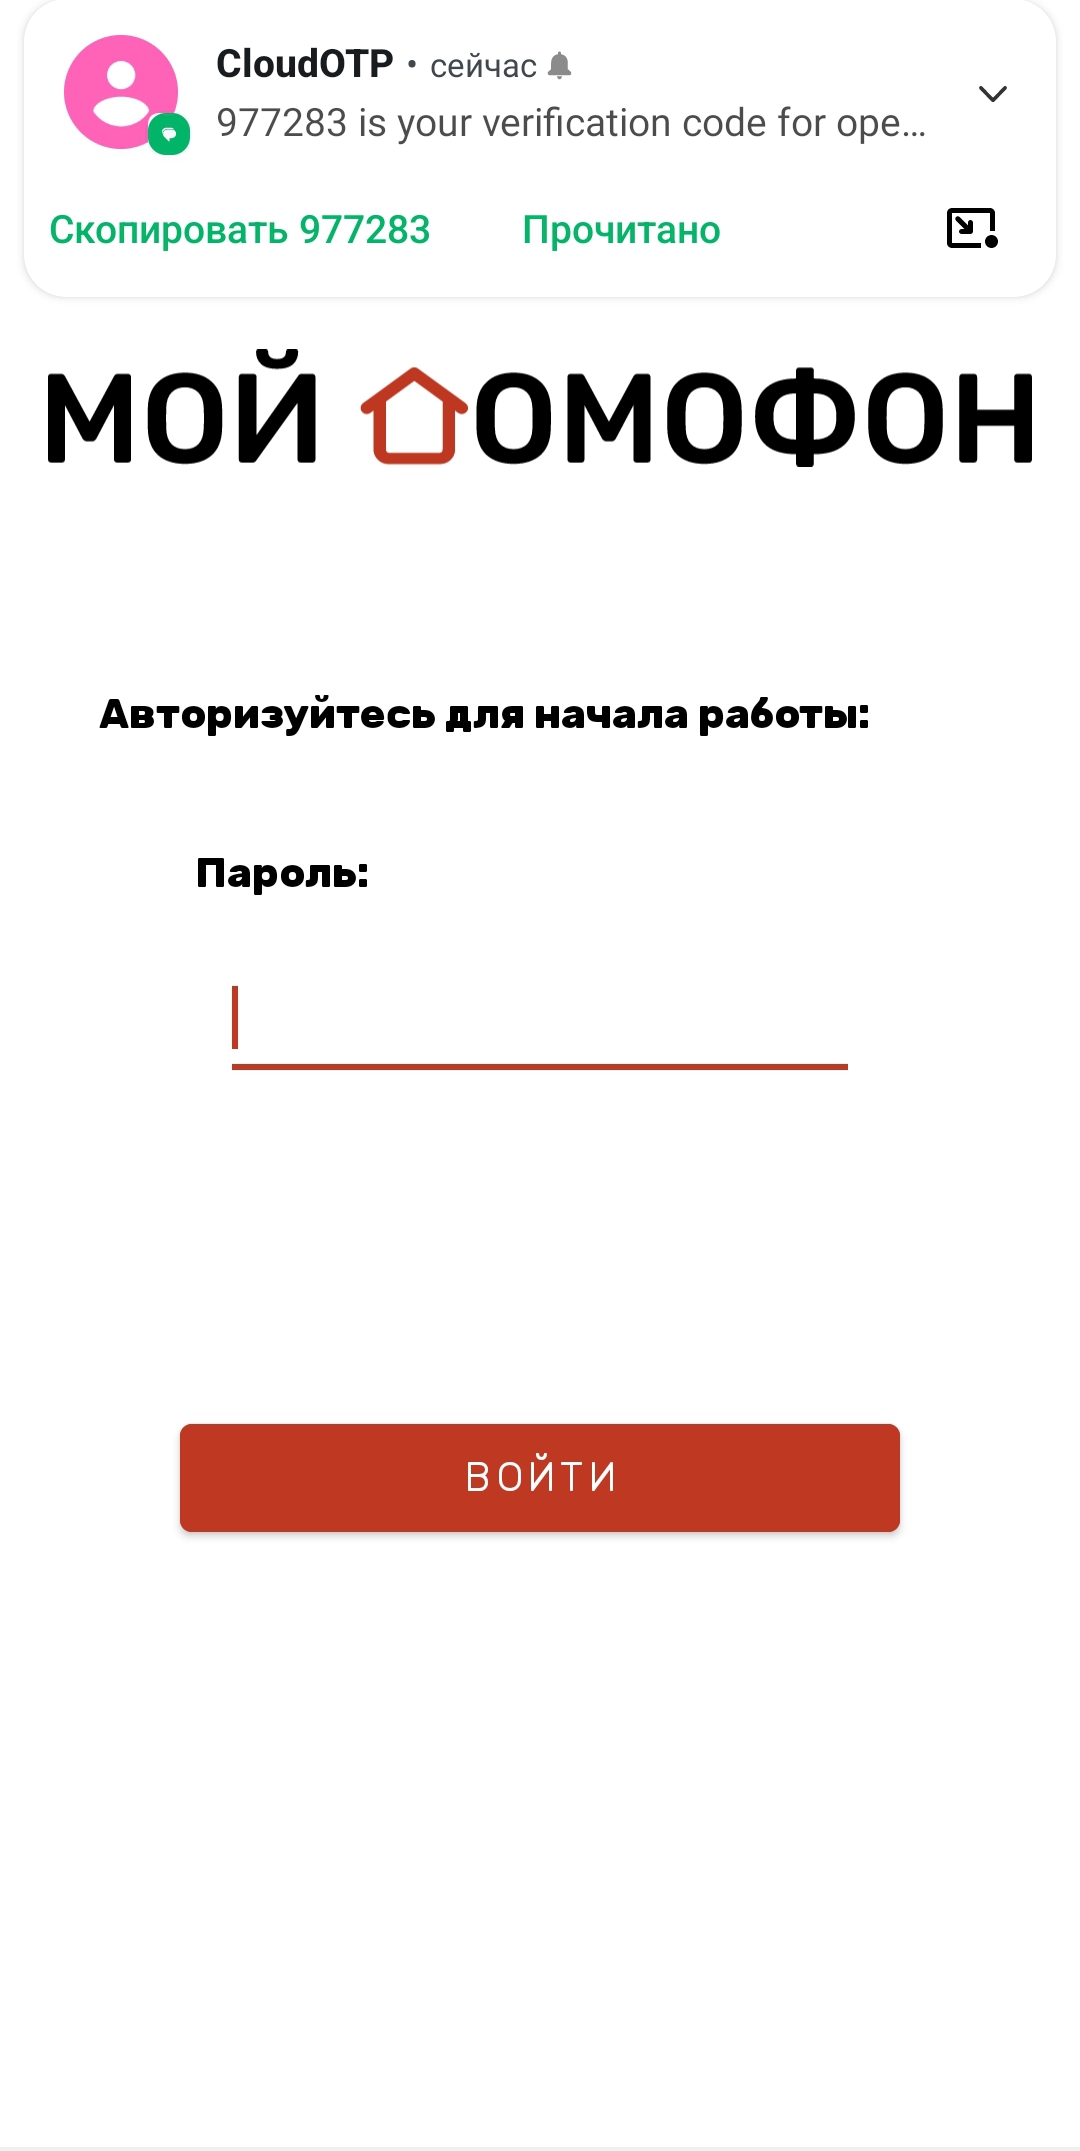 CloudOTP • сейчас
977283 is your verification code for ope…
Скопировать 977283 Прочитано
МОЙ ОМОФОН
Авторизуйтесь для начала работы:
Пароль:
ВОЙТИ